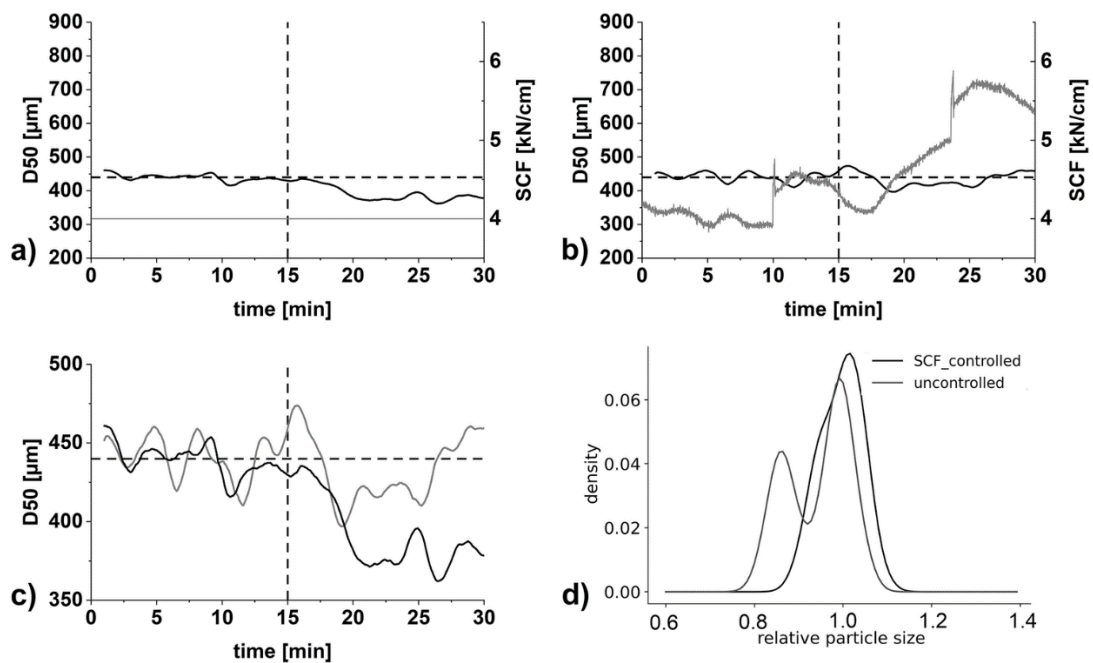 900
800
700
600
500
400
300
200
D50 [µm]
6
5
4
SCF [kN/cm]
0 5 10 15 20 25 30
time [min]
a)
900
800
700
600
500
400
300
200
D50 [µm]
6
5
4
SCF [kN/cm]
0 5 10 15 20 25 30
time [min]
b)
500
450
400
350
D50 [µm]
0 5 10 15 20 25 30
time [min]
c)
SCF_controlled
uncontrolled
0.06
0.04
0.02
0.00
density
0.6 0.8 1.0 1.2 1.4
relative particle size
d)